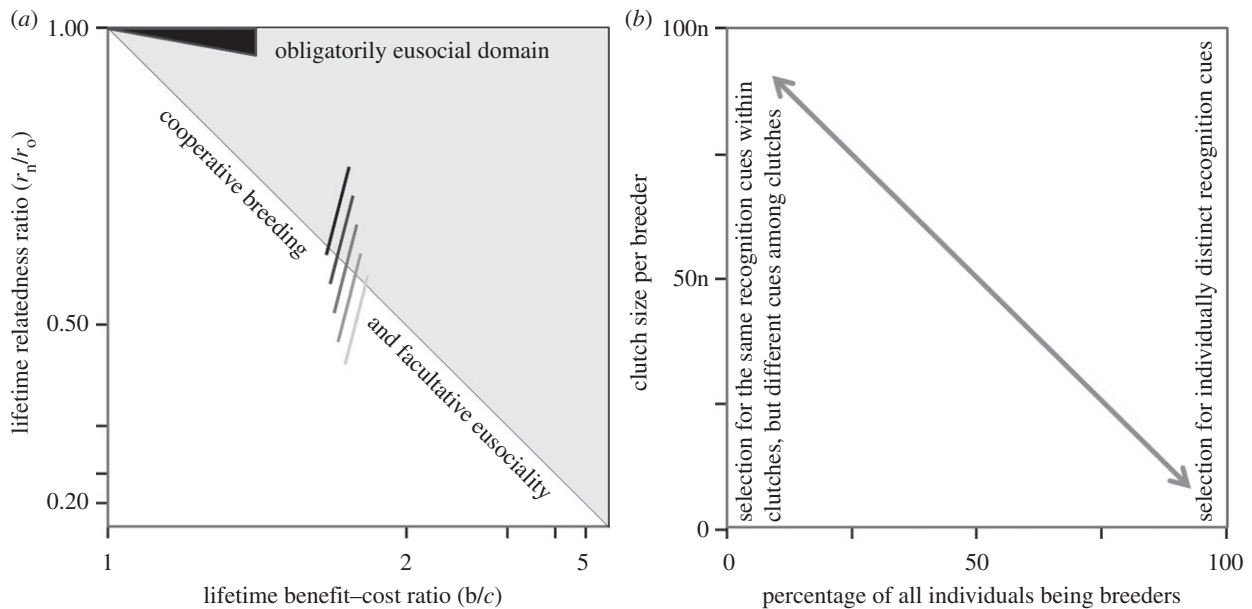 (a)
1.00
obligatorily eusocial domain
cooperative breeding
and facultative eusociality
lifetime relatedness ratio (rn/ro)
0.50
0.20
1
2
5
lifetime benefit–cost ratio (b/c)
(b)
100n
50n
0
clutch size per breeder
selection for the same recognition cues within
clutches, but different cues among clutches
selection for individually distinct recognition cues
0
50
100
percentage of all individuals being breeders